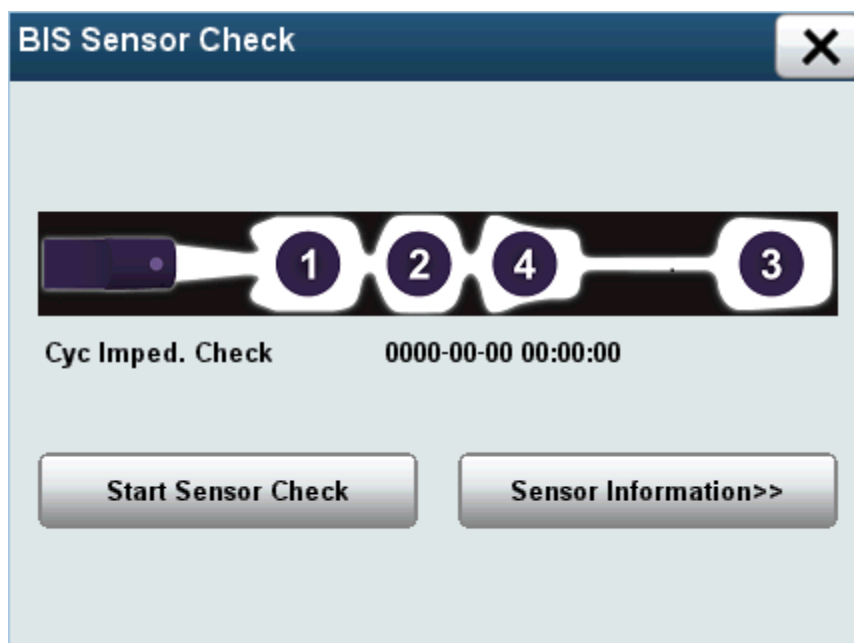 BIS Sensor Check
1 2 4 3
Cyc Imped. Check 0000-00-00 00:00:00
Start Sensor Check Sensor Information>>